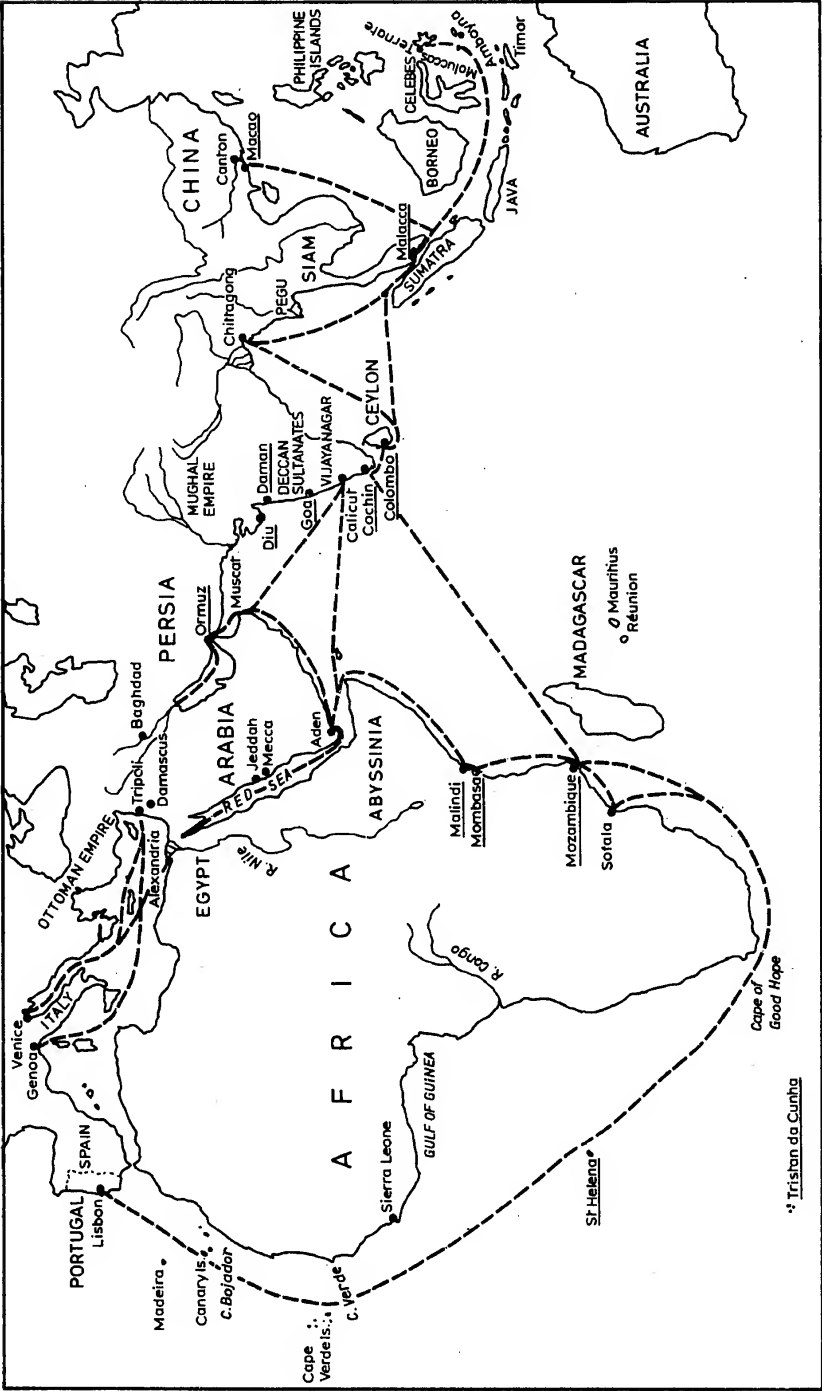 PORTUGAL
Lisbon
SPAIN
Madeira
Canary Is.
C.Bojador
Cape
Verde Is.
C. Verde
Sierra Leone
GULF OF GUINEA
St Helena
Tristan da Cunha
Cape of
Good Hope
AFRICA
R. Congo
Venice
Genoa
ITALY
OTTOMAN EMPIRE
Alexandria
EGYPT
R. Nile
Tripoli
Damascus
Baghdad
ARABIA
Jeddah
Mecca
RED SEA
Aden
ABYSSINIA
Malindi
Mombasa
Mozambique
Sofala
MADAGASCAR
Mauritius
Réunion
PERSIA
Ormuz
Muscat
MUGHAL
EMPIRE
Diu
Daman
DECCAN
SULTANATES
Goa
VIJAYANAGAR
Calicut
Cochin
Colombo
CEYLON
Chittagong
PEGU
SIAM
CHINA
Canton
Macao
Malacca
SUMATRA
JAVA
BORNEO
CELEBES
PHILIPPINE
ISLANDS
Moluccas
Ternate
Amboyna
Timor
AUSTRALIA